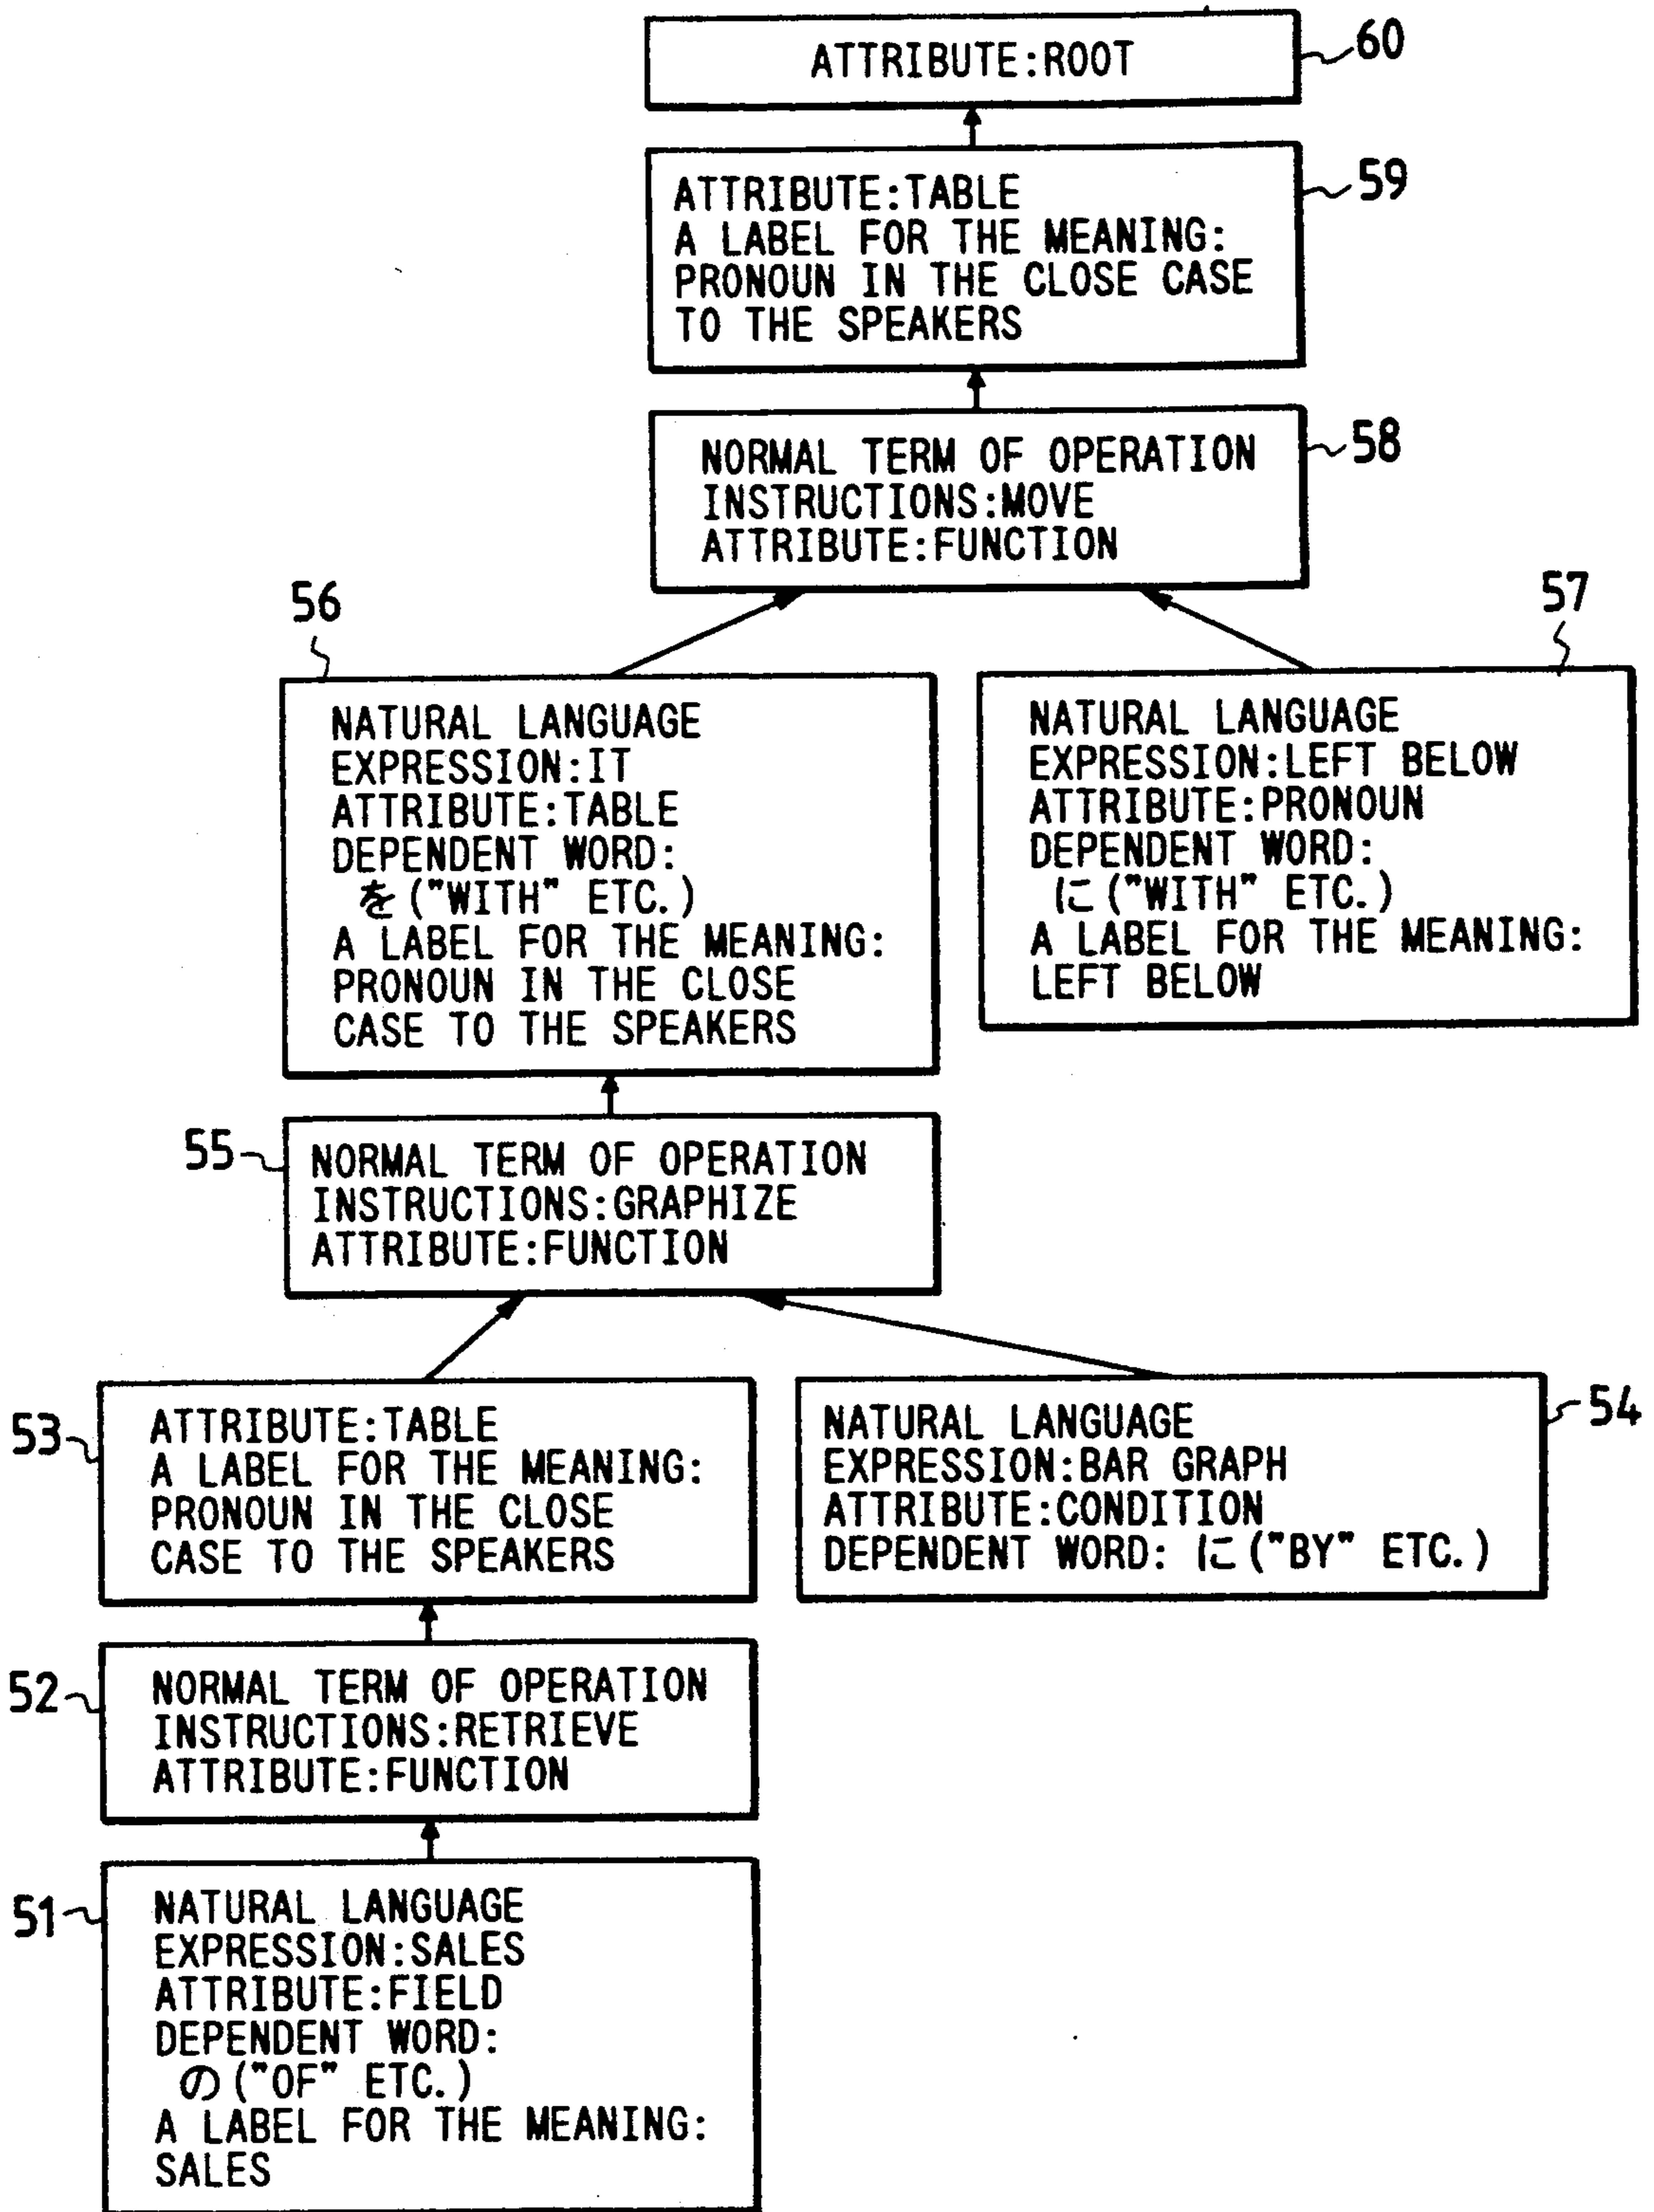 60
ATTRIBUTE:ROOT
59
ATTRIBUTE:TABLE
A LABEL FOR THE MEANING:
PRONOUN IN THE CLOSE CASE
TO THE SPEAKERS
58
NORMAL TERM OF OPERATION
INSTRUCTIONS:MOVE
ATTRIBUTE:FUNCTION
56
NATURAL LANGUAGE
EXPRESSION:IT
ATTRIBUTE:TABLE
DEPENDENT WORD:
を("WITH" ETC.)
A LABEL FOR THE MEANING:
PRONOUN IN THE CLOSE
CASE TO THE SPEAKERS
57
NATURAL LANGUAGE
EXPRESSION:LEFT BELOW
ATTRIBUTE:PRONOUN
DEPENDENT WORD:
に("WITH" ETC.)
A LABEL FOR THE MEANING:
LEFT BELOW
55
NORMAL TERM OF OPERATION
INSTRUCTIONS:GRAPHIZE
ATTRIBUTE:FUNCTION
53
ATTRIBUTE:TABLE
A LABEL FOR THE MEANING:
PRONOUN IN THE CLOSE
CASE TO THE SPEAKERS
54
NATURAL LANGUAGE
EXPRESSION:BAR GRAPH
ATTRIBUTE:CONDITION
DEPENDENT WORD: に("BY" ETC.)
52
NORMAL TERM OF OPERATION
INSTRUCTIONS:RETRIEVE
ATTRIBUTE:FUNCTION
51
NATURAL LANGUAGE
EXPRESSION:SALES
ATTRIBUTE:FIELD
DEPENDENT WORD:
の("OF" ETC.)
A LABEL FOR THE MEANING:
SALES